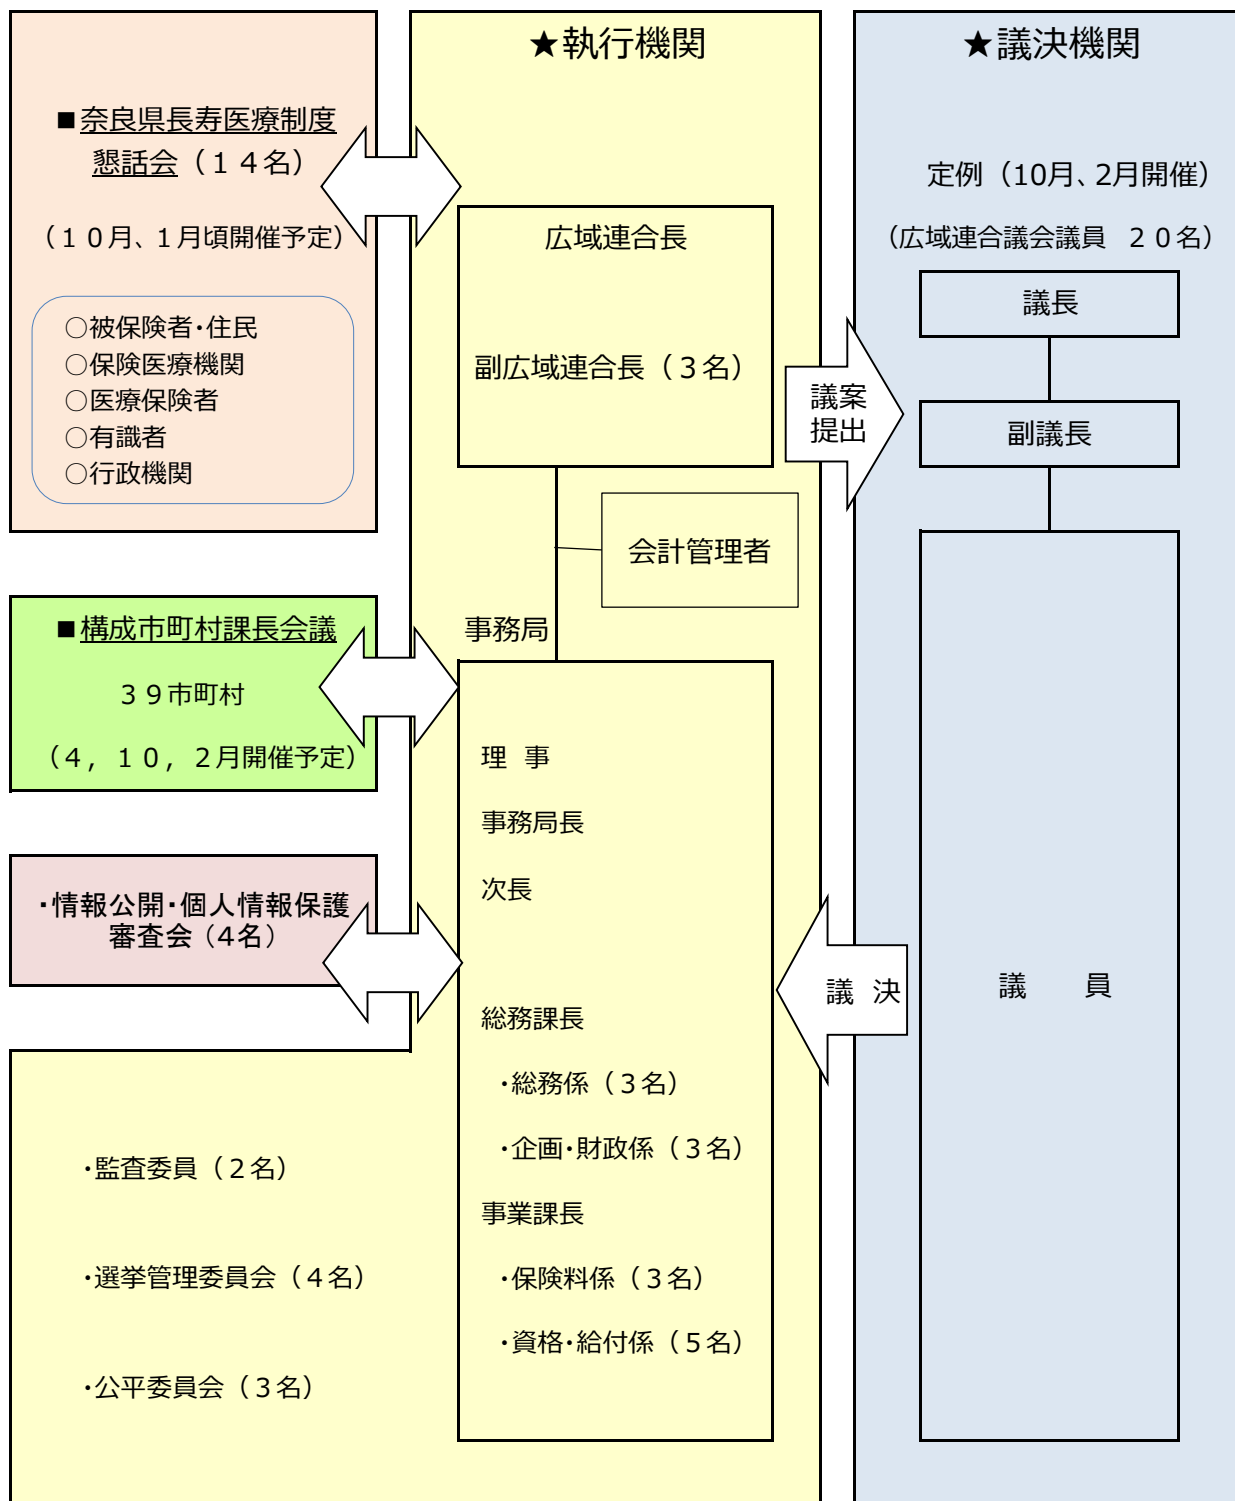 ■奈良県長寿医療制度
懇話会（１４名）
（１０月、１月頃開催予定）
○被保険者・住民
○保険医療機関
○医療保険者
○有識者
○行政機関
■構成市町村課長会議
３９市町村
（４，１０，２月開催予定）
・情報公開・個人情報保護
審査会（4名）
・監査委員（２名）
・選挙管理委員会（４名）
・公平委員会（３名）
★執行機関
広域連合長
副広域連合長（３名）
会計管理者
事務局
理 事
事務局長
次長
総務課長
・総務係（３名）
・企画・財政係（３名）
事業課長
・保険料係（３名）
・資格・給付係（５名）
議案
提出
議 決
★議決機関
定例（10月、2月開催）
（広域連合議会議員　２０名）
議長
副議長
議　　員